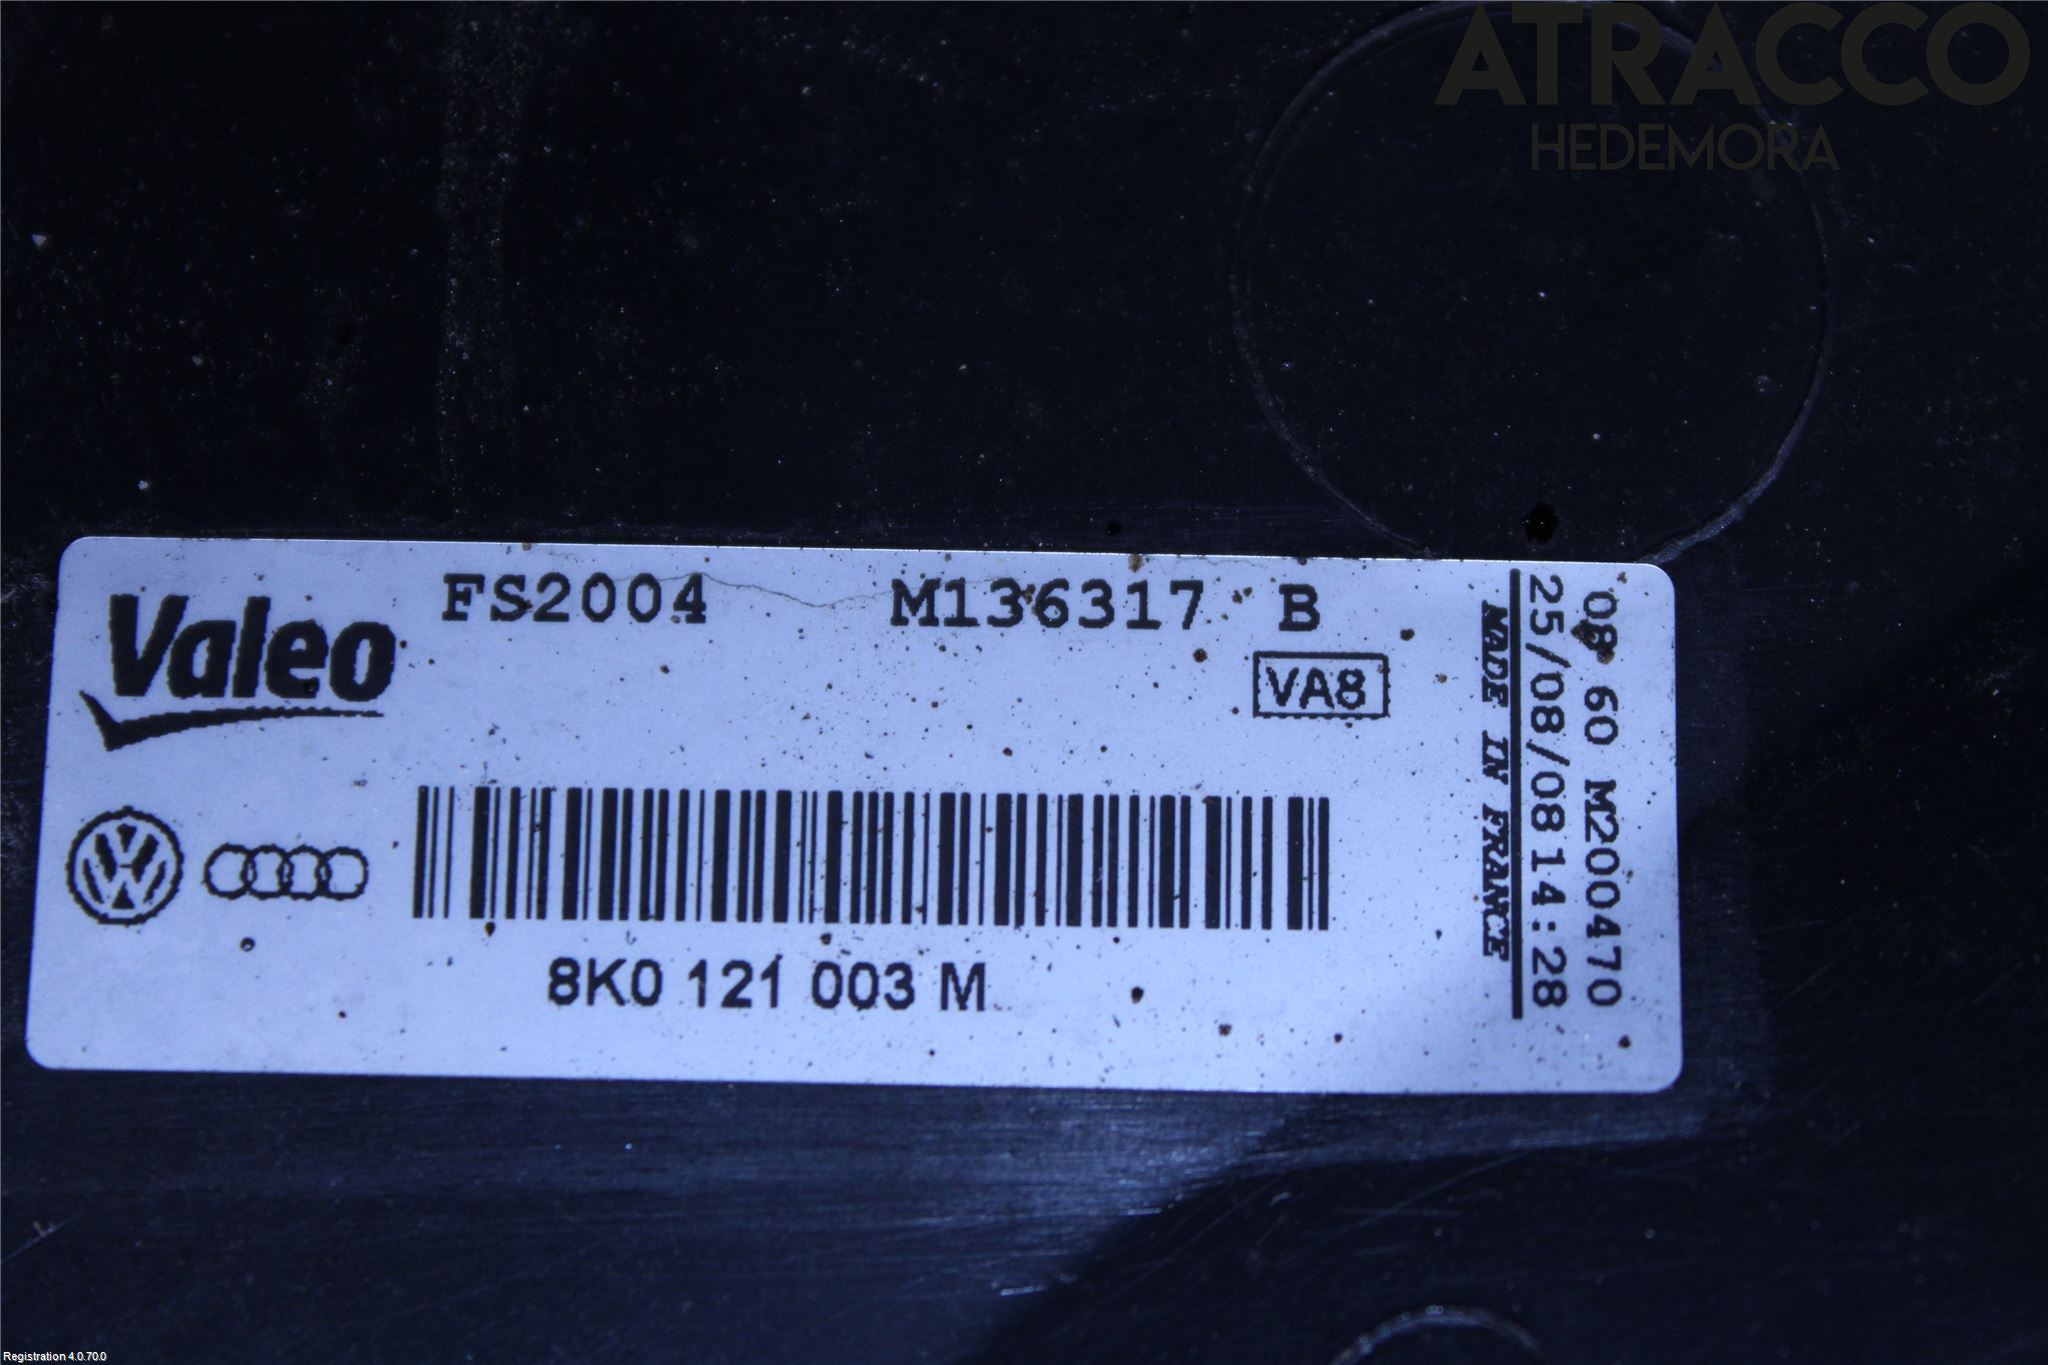 ATRACCO
HEDEMORA
Valeo
FS2004 M136317 B
VA8
8K0 121 003 M
MADE IN FRANCE
25/08/08 14:28
08 60 M200470
Registration 4.0.70.0